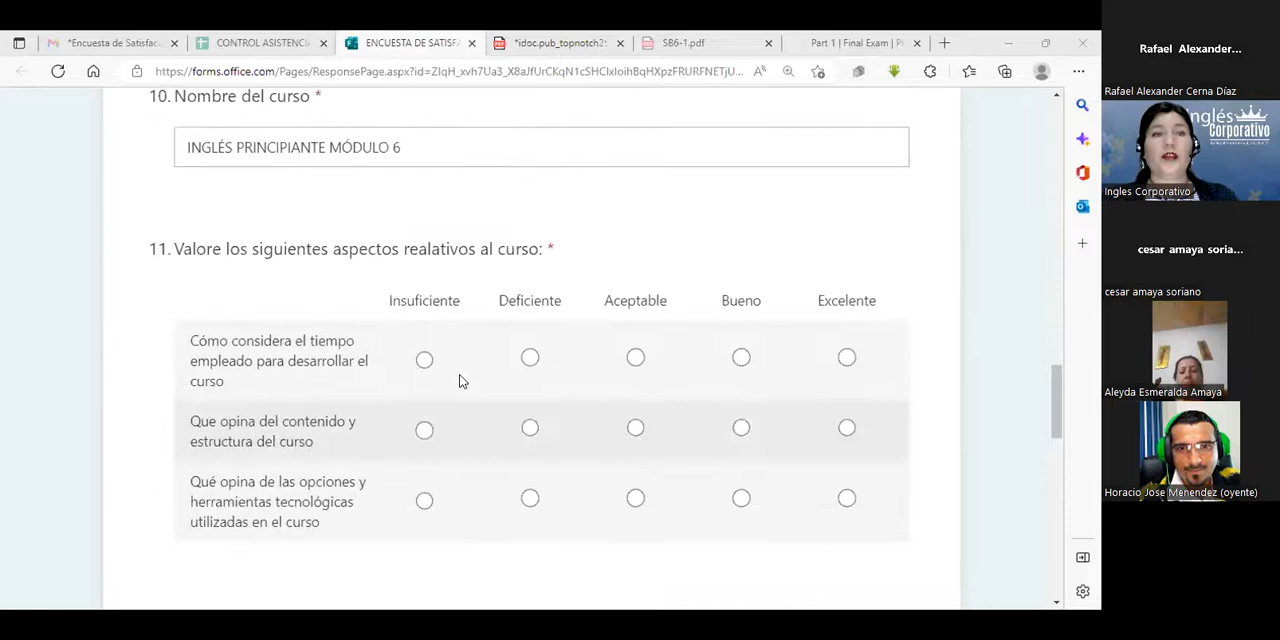 *Encuesta de Satisfac
CONTROL ASISTENCI
ENCUESTA DE SATISFA
*idoc.pub_topnotch2
SB6-1.pdf
Part 1 | Final Exam | P
https://forms.office.com/Pages/ResponsePage.aspx?id=ZIqH_xvh7Ua3_X8aJfUrCKqN1cSHCIxloihBqHXpzFRURFNETjU...
10. Nombre del curso *
INGLÉS PRINCIPIANTE MÓDULO 6
11. Valore los siguientes aspectos realativos al curso: *
Insuficiente Deficiente Aceptable Bueno Excelente
Cómo considera el tiempo
empleado para desarrollar el
curso
Que opina del contenido y
estructura del curso
Qué opina de las opciones y
herramientas tecnológicas
utilizadas en el curso
Rafael Alexander...
Rafael Alexander Cerna Díaz
Inglés
Corporativo
Ingles Corporativo
cesar amaya soria...
cesar amaya soriano
Aleyda Esmeralda Amaya
Horacio Jose Menendez (oyente)